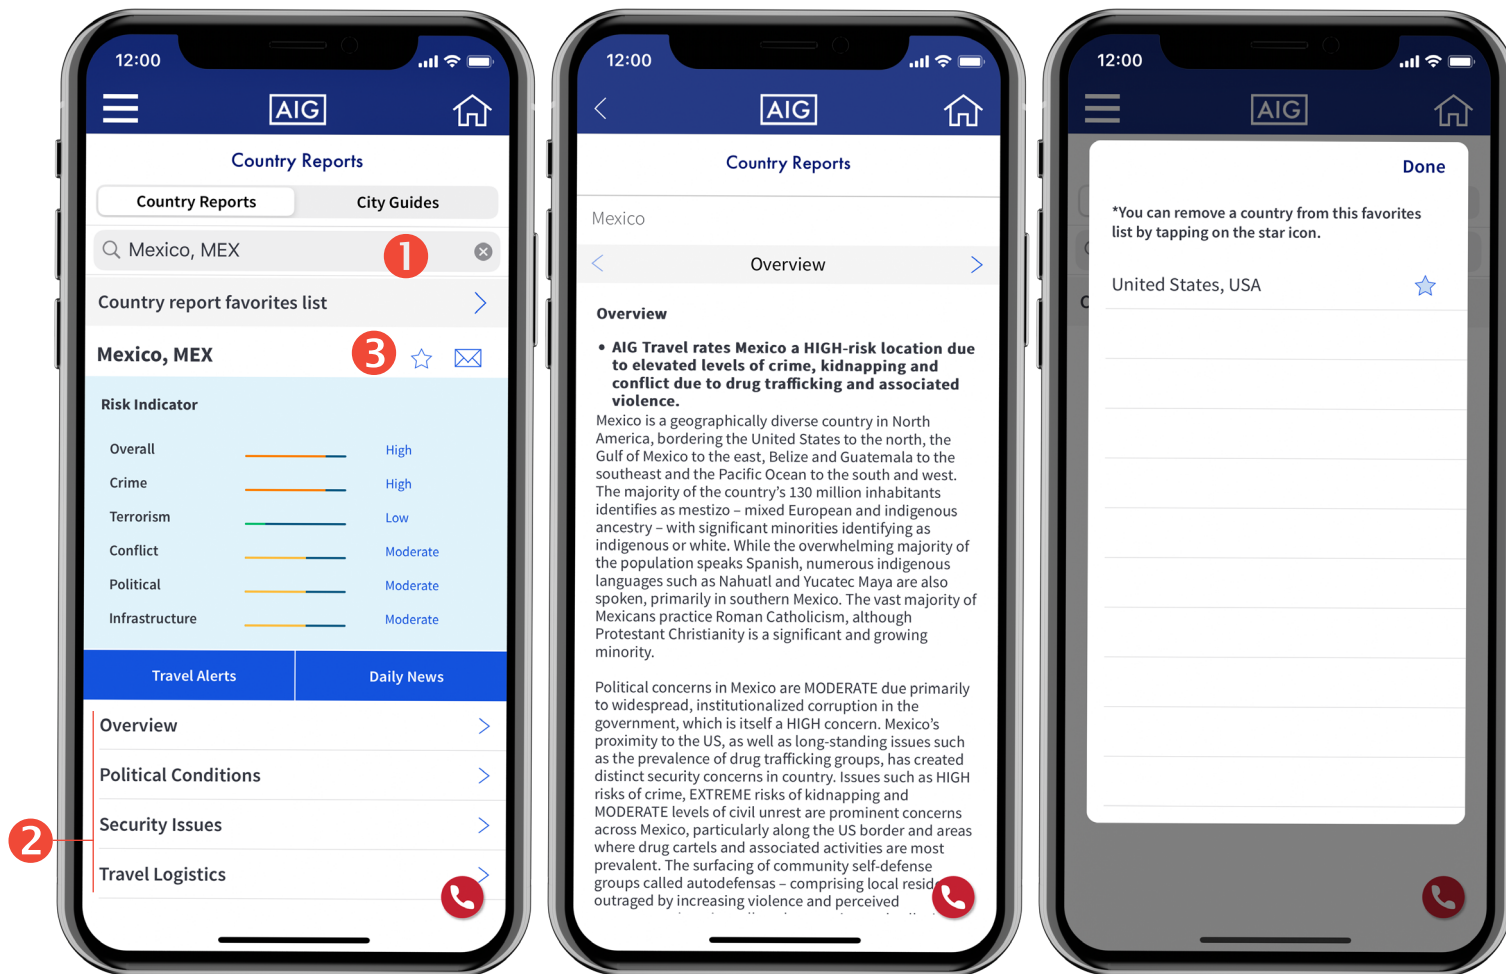 12:00
AIG
Country Reports
Country Reports
City Guides
Mexico, MEX
1
Country report favorites list
Mexico, MEX
3
Risk Indicator
Overall High
Crime High
Terrorism Low
Conflict Moderate
Political Moderate
Infrastructure Moderate
Travel Alerts
Daily News
2
Overview
Political Conditions
Security Issues
Travel Logistics
12:00
AIG
Country Reports
Mexico
Overview
Overview
• AIG Travel rates Mexico a HIGH-risk location due
to elevated levels of crime, kidnapping and
conflict due to drug trafficking and associated
violence.
Mexico is a geographically diverse country in North
America, bordering the United States to the north, the
Gulf of Mexico to the east, Belize and Guatemala to the
southeast and the Pacific Ocean to the south and west.
The majority of the country's 130 million inhabitants
identifies as mestizo – mixed European and indigenous
ancestry – with significant minorities identifying as
indigenous or white. While the overwhelming majority of
the population speaks Spanish, numerous indigenous
languages such as Nahuatl and Yucatec Maya are also
spoken, primarily in southern Mexico. The vast majority of
Mexicans practice Roman Catholicism, although
Protestant Christianity is a significant and growing
minority.
Political concerns in Mexico are MODERATE due primarily
to widespread, institutionalized corruption in the
government, which is itself a HIGH concern. Mexico's
proximity to the US, as well as long-standing issues such
as the prevalence of drug trafficking groups, has created
distinct security concerns in country. Issues such as HIGH
risks of crime, EXTREME risks of kidnapping and
MODERATE levels of civil unrest are prominent concerns
across Mexico, particularly along the US border and areas
where drug cartels and associated activities are most
prevalent. The surfacing of community self-defense
groups called autodefensas – comprising local
outraged by increasing violence and perceived
12:00
AIG
Done
*You can remove a country from this favorites
list by tapping on the star icon.
United States, USA